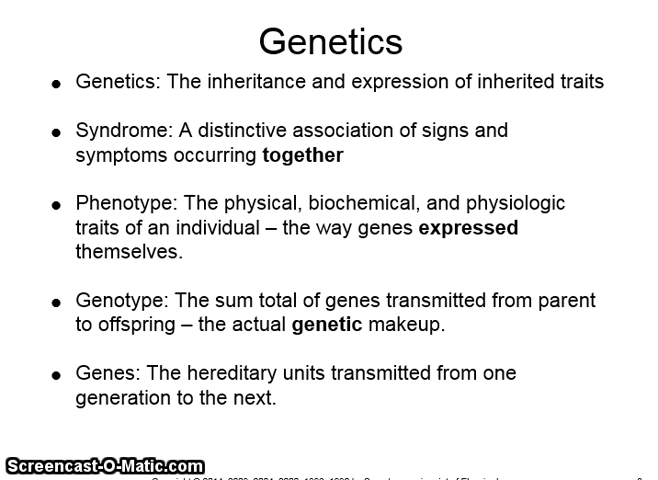 Genetics
• Genetics: The inheritance and expression of inherited traits
• Syndrome: A distinctive association of signs and
symptoms occurring together
• Phenotype: The physical, biochemical, and physiologic
traits of an individual – the way genes expressed
themselves.
• Genotype: The sum total of genes transmitted from parent
to offspring – the actual genetic makeup.
• Genes: The hereditary units transmitted from one
generation to the next.
Screencast-O-Matic.com